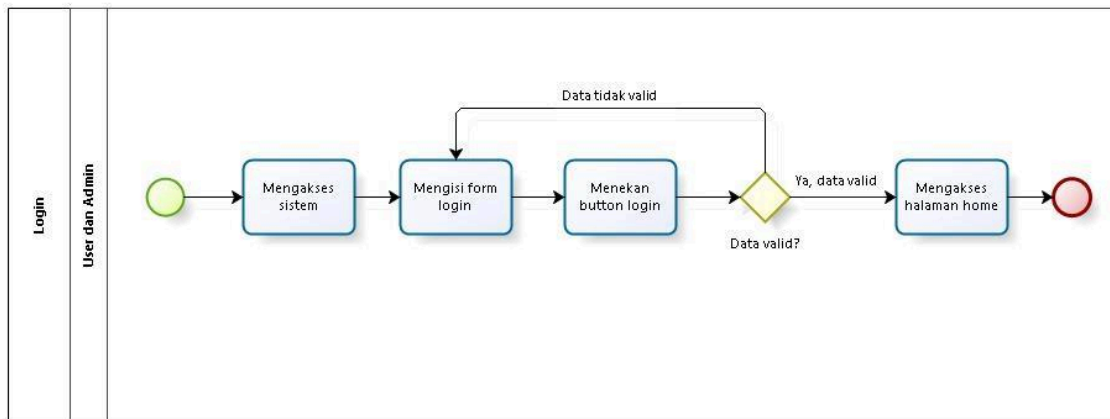 Login
User dan Admin
Data tidak valid
Mengakses
sistem
Mengisi form
login
Menekan
button login
Data valid?
Ya, data valid
Mengakses
halaman home